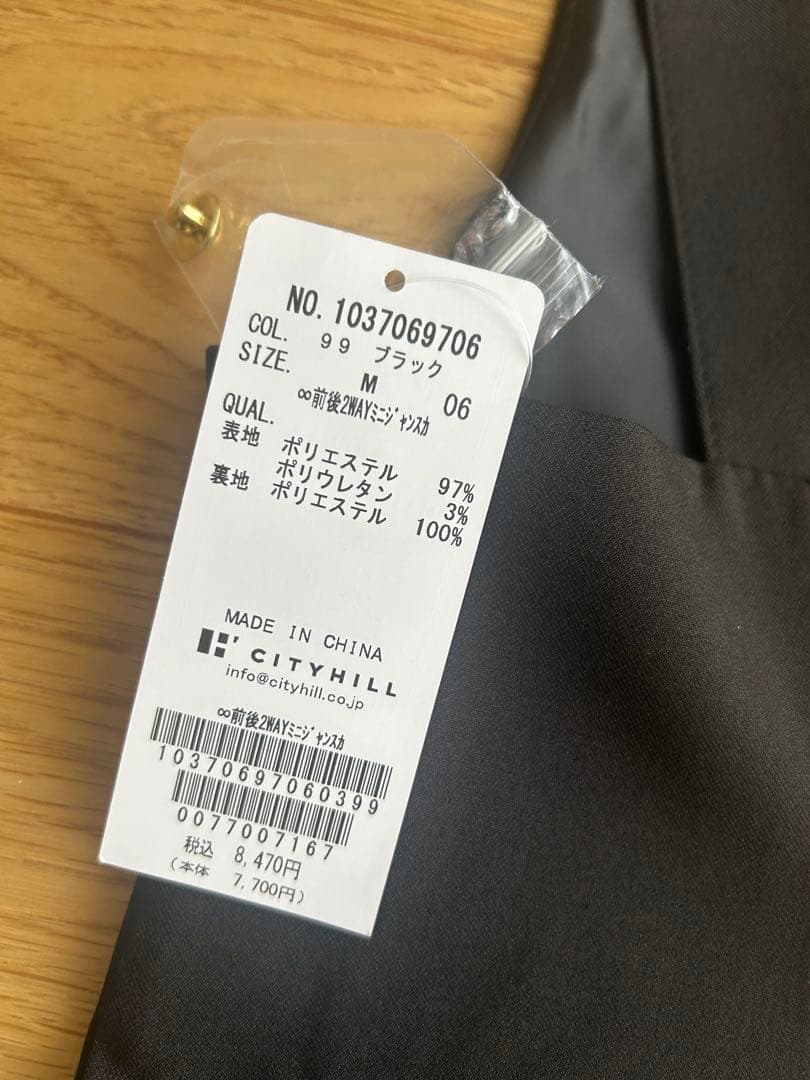 NO. 1037069706
COL. 99 ブラック
SIZE. M 06
∞前後2WAYミニジャンスカ
QUAL.
表地 ポリエステル 97%
ポリウレタン 3%
裏地 ポリエステル 100%
MADE IN CHINA
CITYHILL
info@cityhill.co.jp
∞前後2WAYミニジャンスカ
10370697060399
0077007167
税込 8,470円
(本体 7,700円)